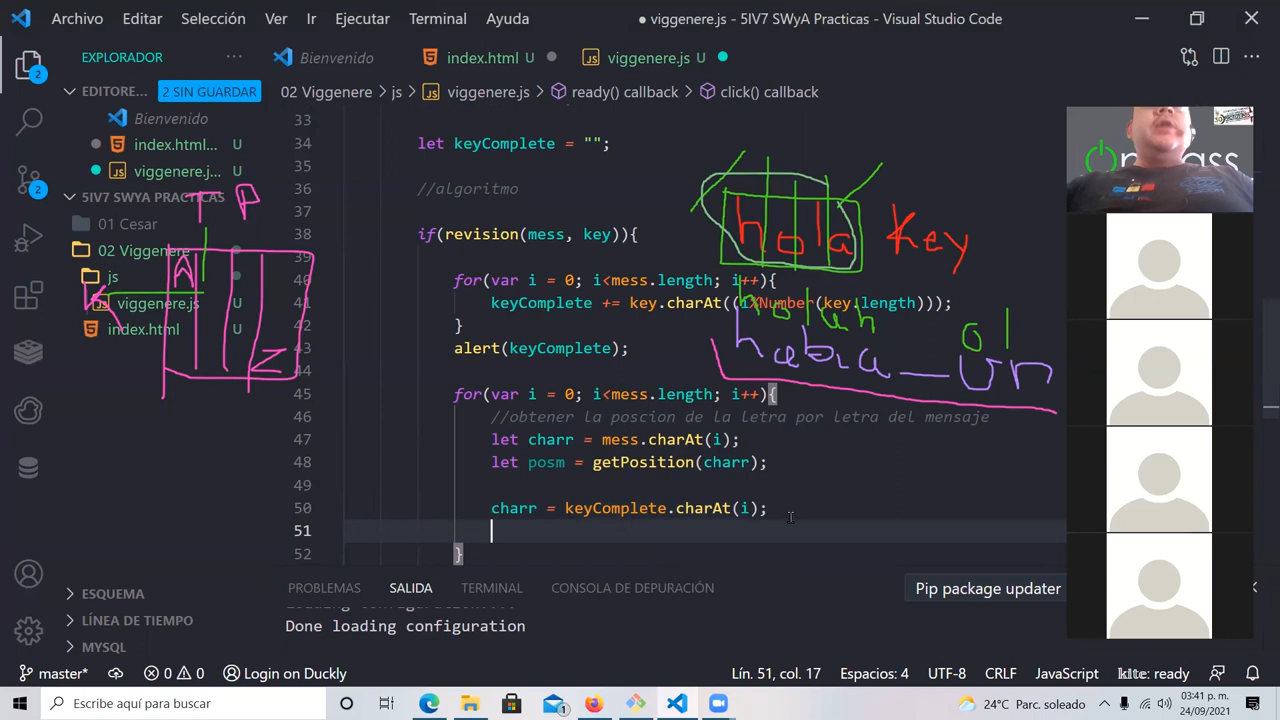 Archivo Editar Selección Ver Ir Ejecutar Terminal Ayuda ● viggenere.js - 5IV7 SWyA Practicas - Visual Studio Code
EXPLORADOR ··· Bienvenido index.html U JS viggenere.js U
EDITORE... 2 SIN GUARDAR 02 Viggenere > js > JS viggenere.js > ready() callback > click() callback
Bienvenido
index.html... U
JS viggenere.j... U
5IV7 SWYA PRACTICAS
01 Cesar
02 Viggenere
js
viggenere.js U
index.html U
T P
A
K
Z
33
34 let keyComplete = "";
35
36 //algoritmo
37
38 if(revision(mess, key)){
39
40 for(var i = 0; i<mess.length; i++){
41 keyComplete += key.charAt((i%Number(key.length)));
42 }
43 alert(keyComplete);
44
45 for(var i = 0; i<mess.length; i++){
46 //obtener la poscion de la letra por letra del mensaje
47 let charr = mess.charAt(i);
48 let posm = getPosition(charr);
49
50 charr = keyComplete.charAt(i);
51
52 }
hola Key
holah ol
habia_un
ESQUEMA
LÍNEA DE TIEMPO
MYSQL
PROBLEMAS SALIDA TERMINAL CONSOLA DE DEPURACIÓN Pip package updater
Done loading configuration
master* 0 0 Login on Duckly Lín. 51, col. 17 Espacios: 4 UTF-8 CRLF JavaScript kite: ready
Escribe aquí para buscar 1 24°C Parc. soleado 03:41 p. m.
24/09/2021